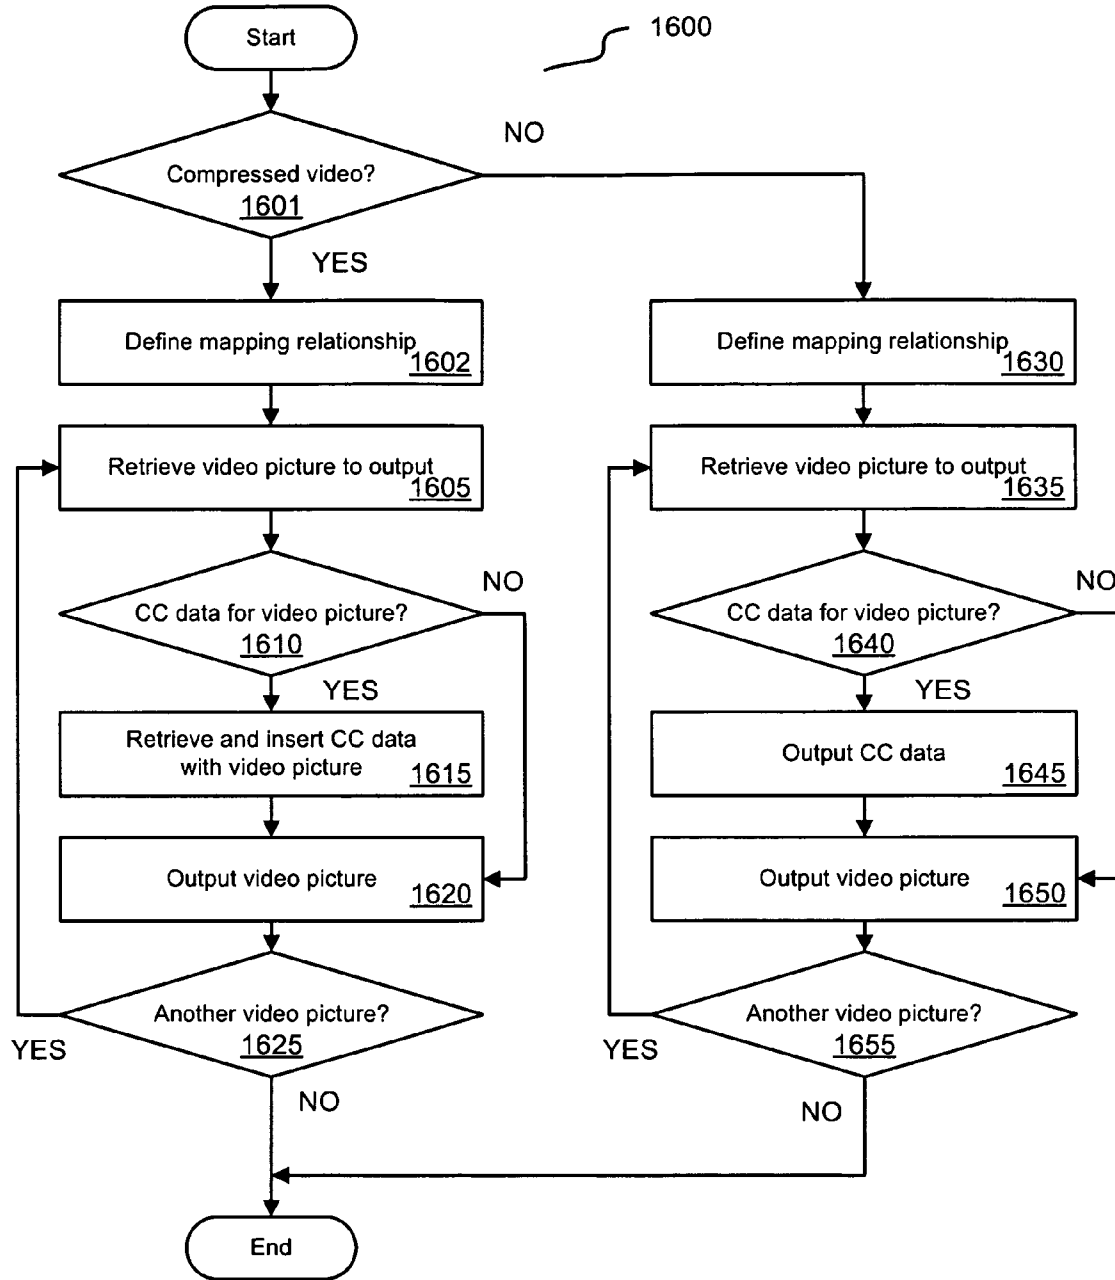 Start
1600
Compressed video?
1601
NO
YES
Define mapping relationship
1602
Retrieve video picture to output
1605
CC data for video picture?
1610
NO
YES
Retrieve and insert CC data
with video picture
1615
Output video picture
1620
Another video picture?
1625
YES
NO
Define mapping relationship
1630
Retrieve video picture to output
1635
CC data for video picture?
1640
NO
YES
Output CC data
1645
Output video picture
1650
Another video picture?
1655
YES
NO
End